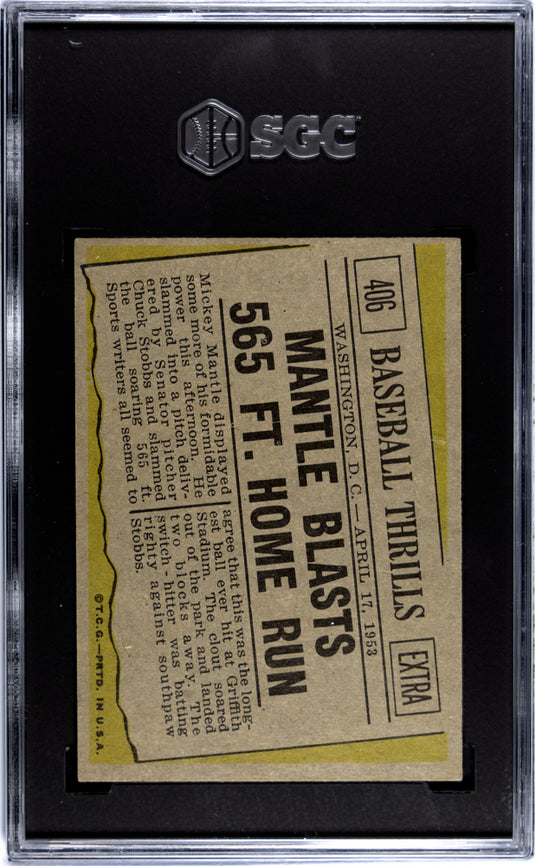 SGC
406 BASEBALL THRILLS EXTRA
WASHINGTON, D.C.—APRIL 17, 1953
MANTLE BLASTS
565 FT. HOME RUN
Mickey Mantle displayed
some more of his formidable
power this afternoon. He
slammed into a pitch deliv-
ered by Senator pitcher
Chuck Stobbs and slammed
the ball soaring 565 ft.
Sports writers all seemed to
agree that this was the long-
est ball ever hit at Griffith
Stadium. The clout soared
out of the park and landed
two blocks away. The
switch-hitter was batting
righty against southpaw
Stobbs.
©T.C.G.—PRTD. IN U.S.A.